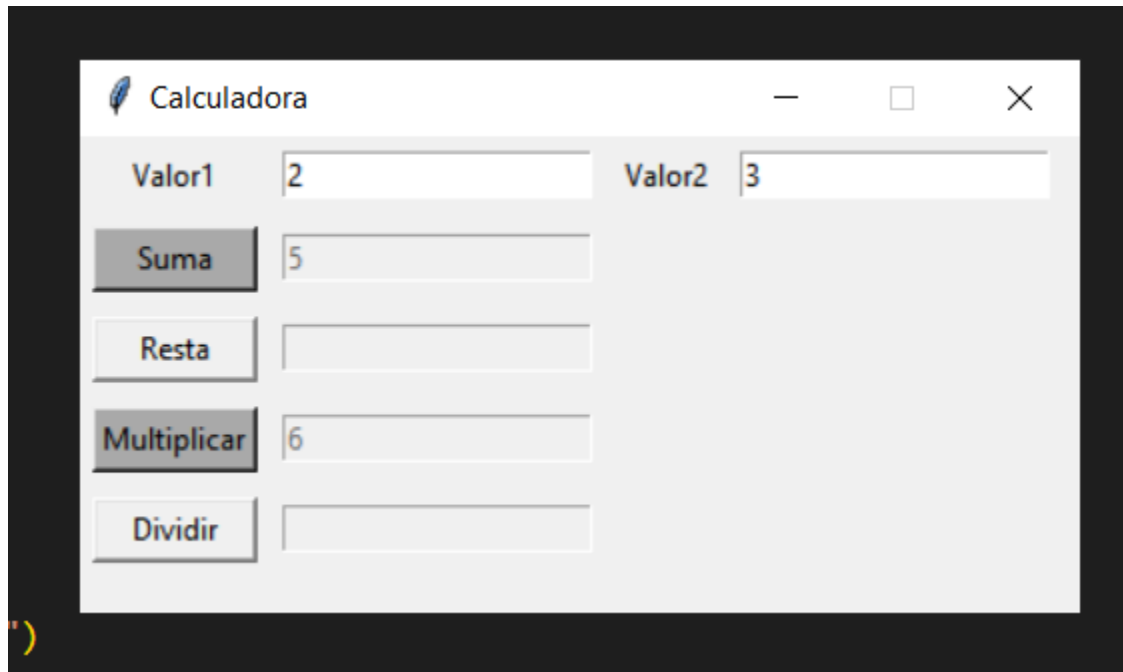 Calculadora
Valor1 2 Valor2 3
Suma 5
Resta
Multiplicar 6
Dividir
")